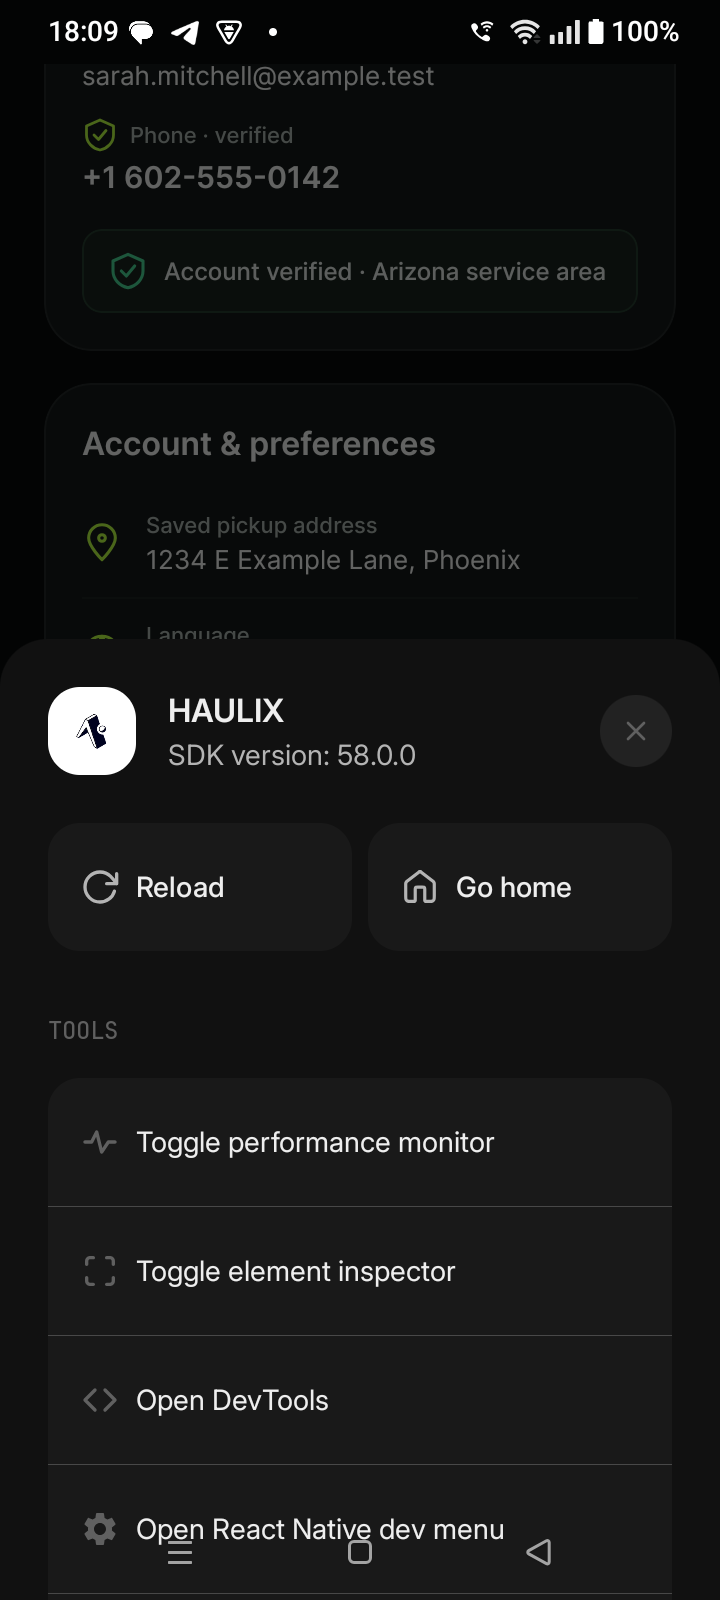 18:09
100%
sarah.mitchell@example.test
Phone · verified
+1 602-555-0142
Account verified · Arizona service area
Account & preferences
Saved pickup address
1234 E Example Lane, Phoenix
Language
HAULIX
SDK version: 58.0.0
Reload
Go home
TOOLS
Toggle performance monitor
Toggle element inspector
Open DevTools
Open React Native dev menu